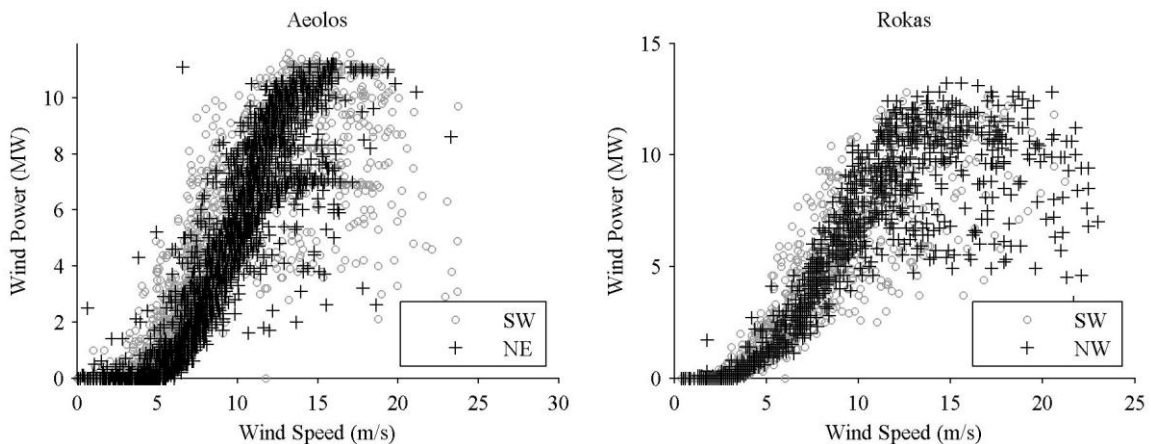 Aeolos
Wind Power (MW)
10
8
6
4
2
0
0 5 10 15 20 25 30
Wind Speed (m/s)
SW
NE
Rokas
Wind Power (MW)
15
10
5
0
0 5 10 15 20 25
Wind Speed (m/s)
SW
NW